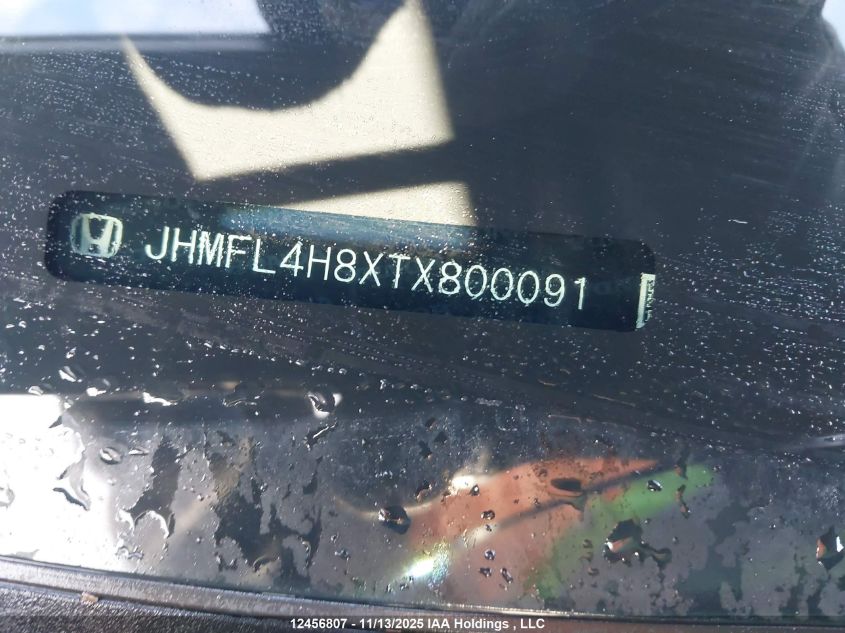 JHMFL4H8XTX800091
12456807 - 11/13/2025 IAA Holdings , LLC